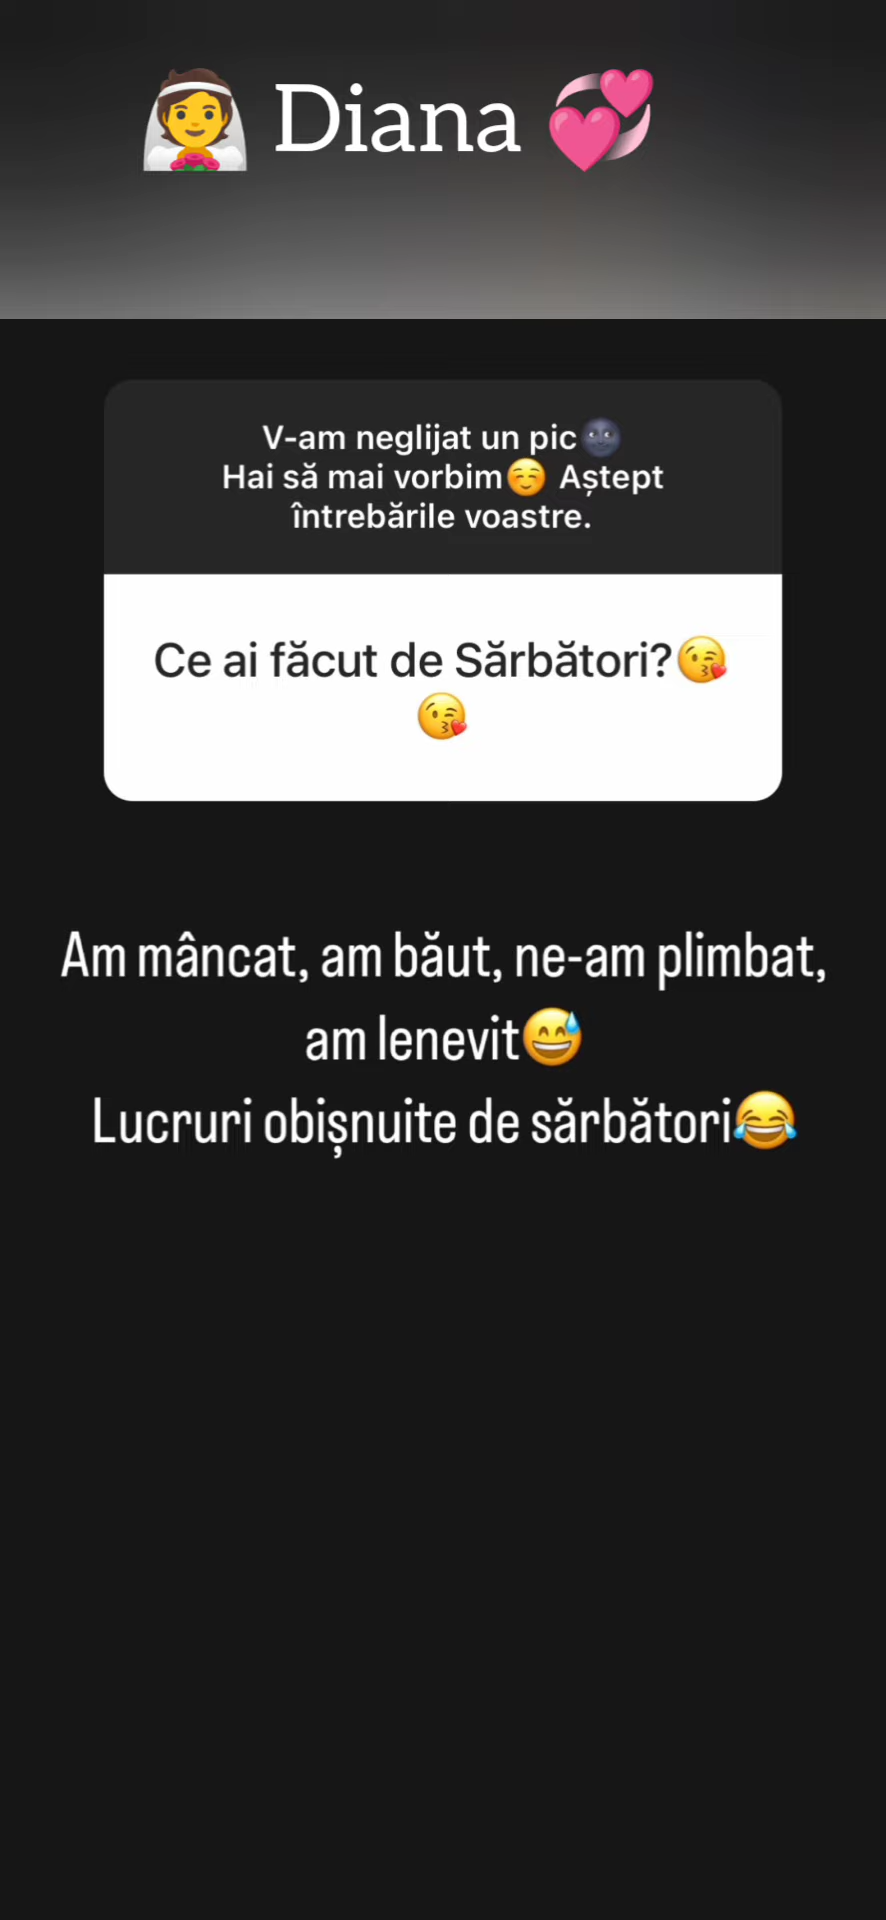 👰 Diana 💞
V-am neglijat un pic🌚
Hai să mai vorbim☺️ Aștept
întrebările voastre.
Ce ai făcut de Sărbători?😘
😘
Am mâncat, am băut, ne-am plimbat,
am lenevit😅
Lucruri obișnuite de sărbători😂